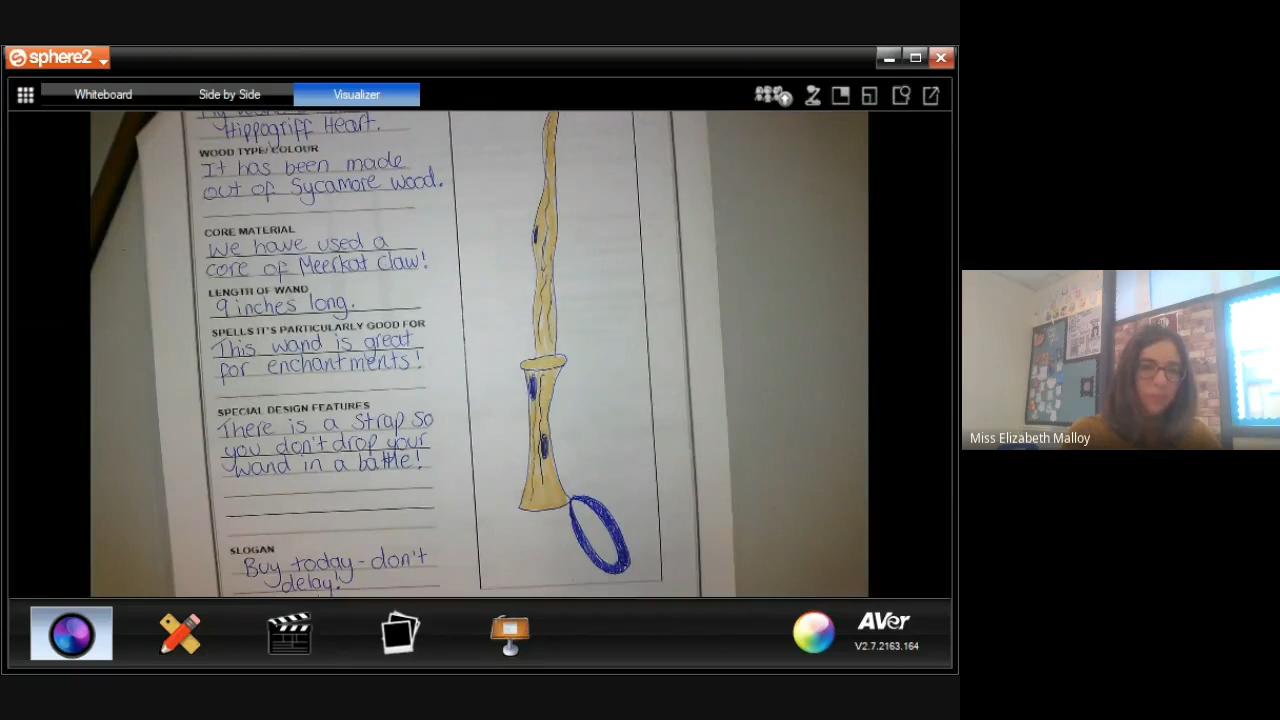 sphere2
Whiteboard
Side by Side
Visualizer
Hippogriff Heart.
WOOD TYPE/COLOUR
It has been made
out of Sycamore wood.
CORE MATERIAL
We have used a
core of Meerkat Claw!
LENGTH OF WAND
9 inches long.
SPELLS IT'S PARTICULARLY GOOD FOR
This wand is great
for enchantments!
SPECIAL DESIGN FEATURES
There is a strap so
you don't drop your
wand in a battle!
SLOGAN
Buy today - don't
delay!
AVer
V2.7.2163.164
Miss Elizabeth Malloy